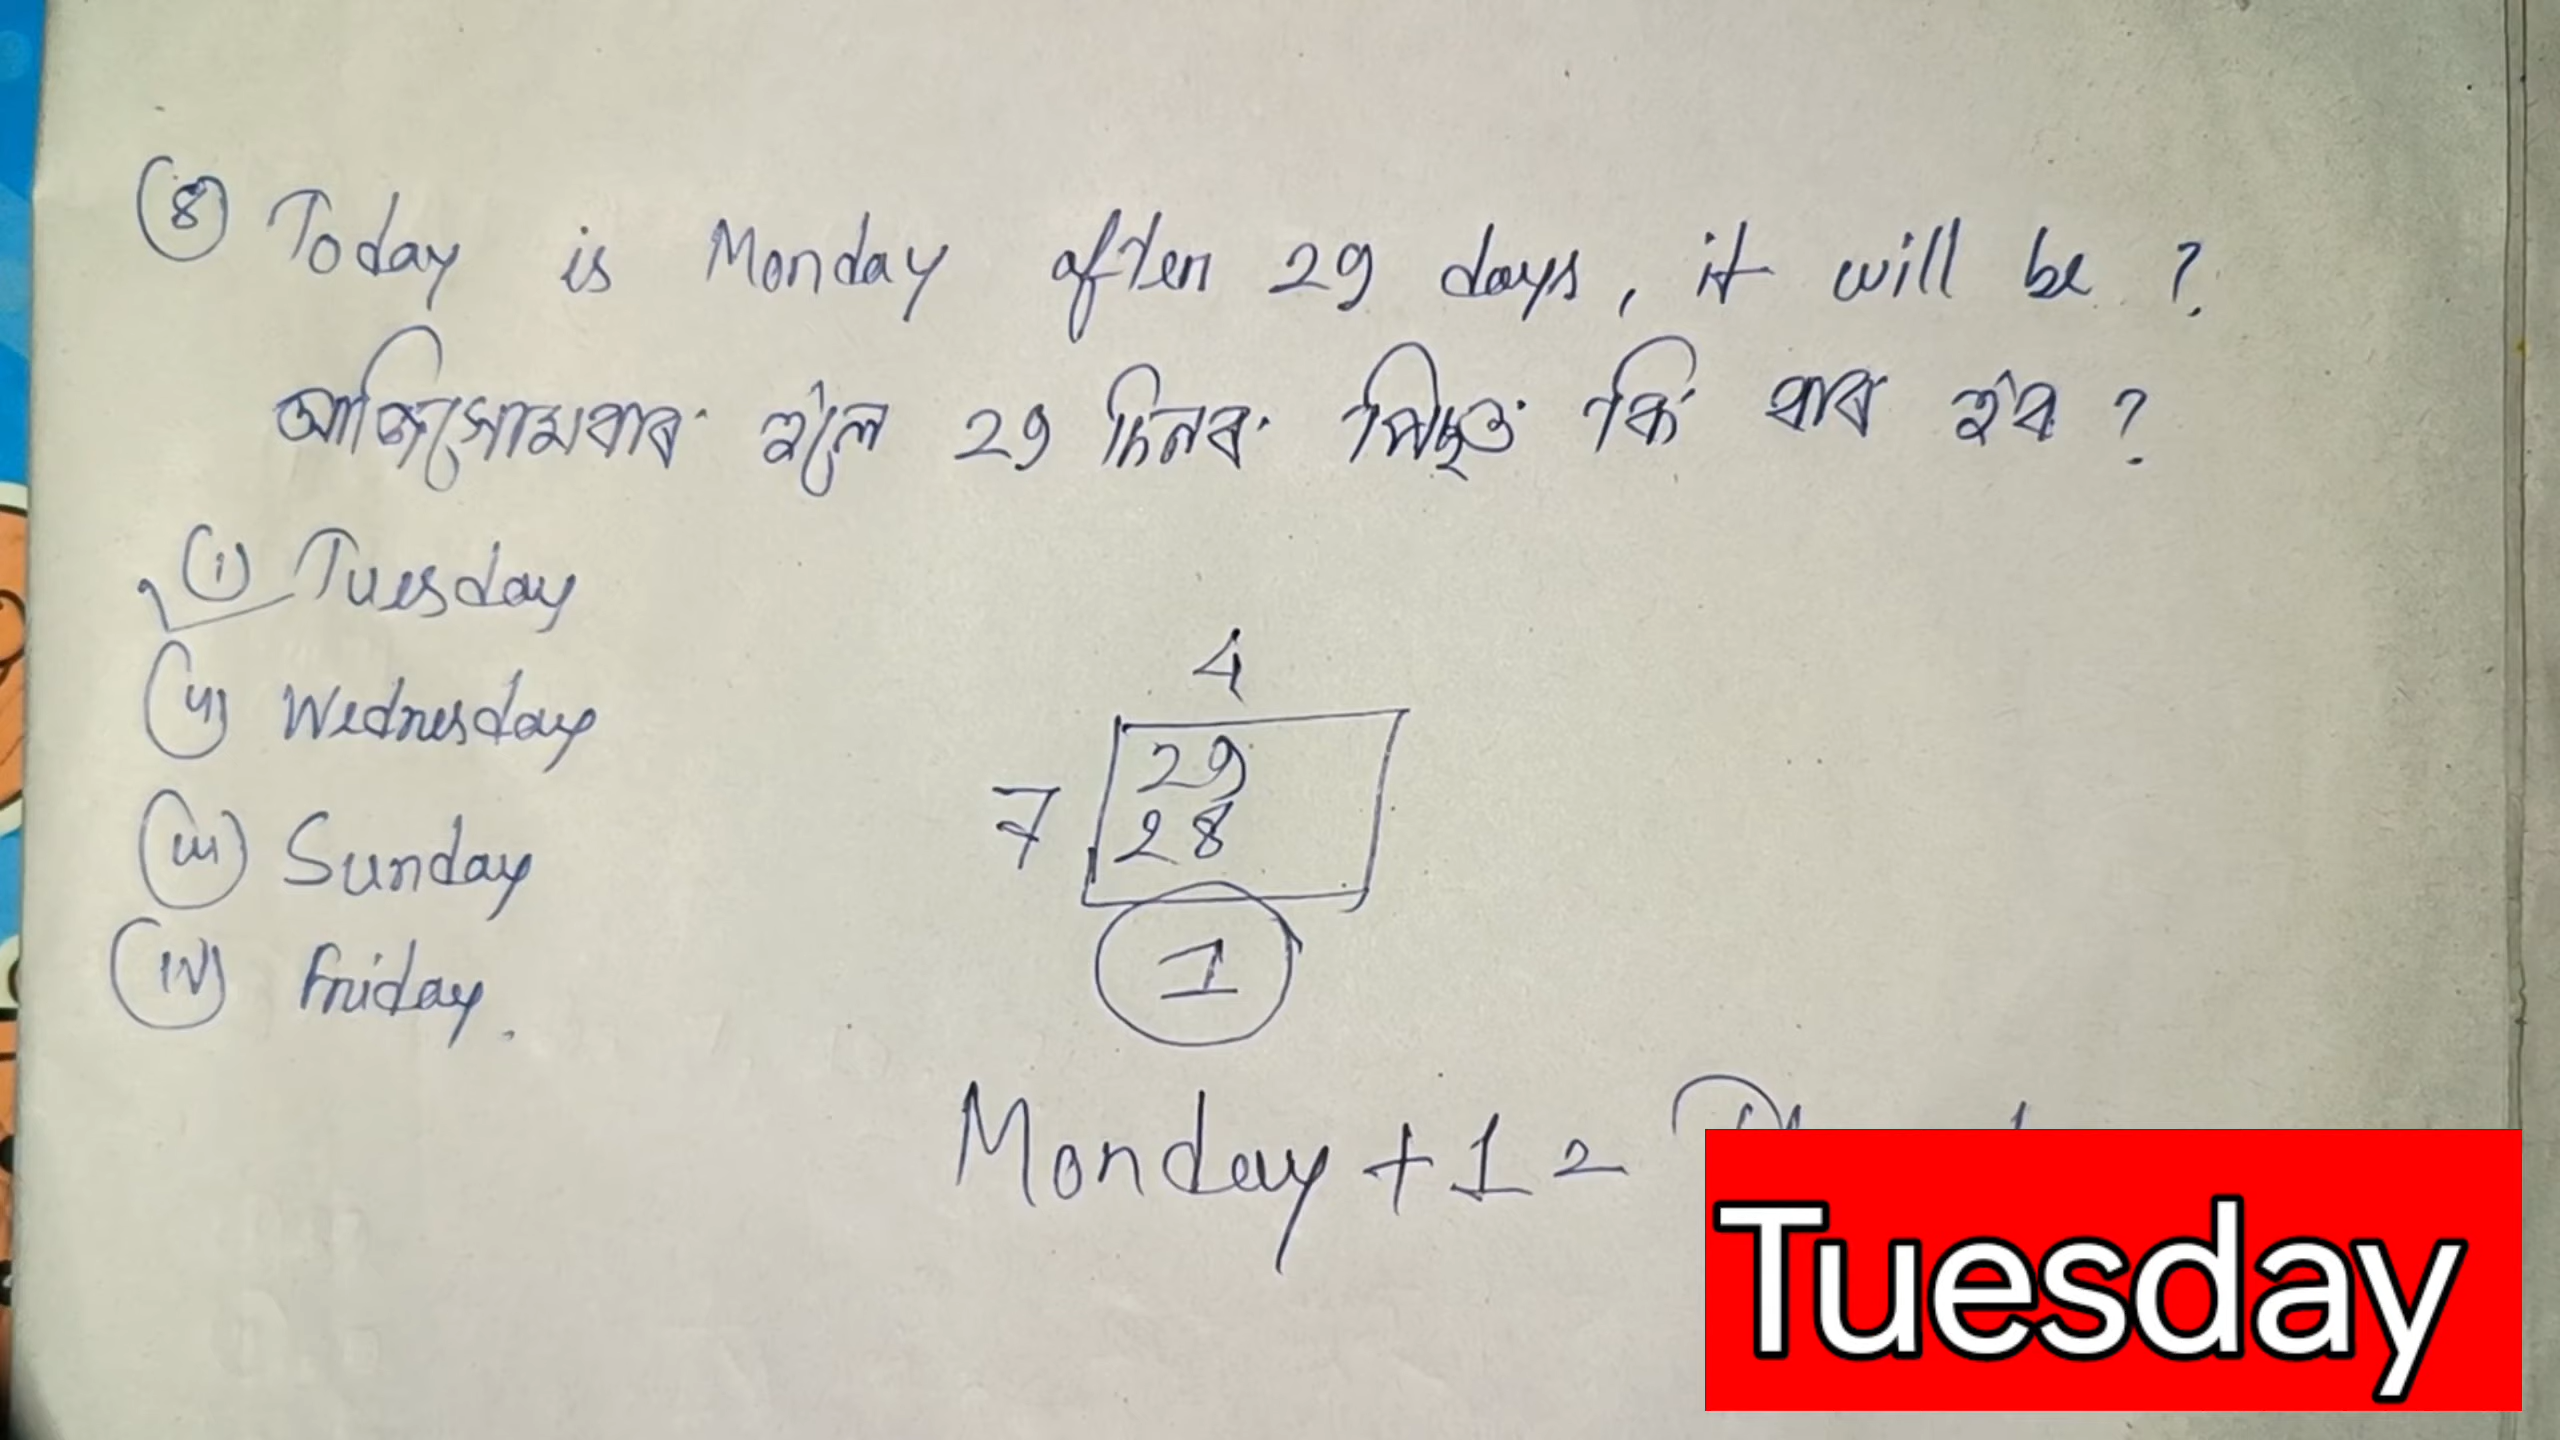 (8) Today is Monday after 29 days, it will be ?
আজি সোমবাৰ হ'লে 29 দিনৰ পিছত কি বাৰ হ'ব ?
(i) Tuesday
(ii) Wednesday
(iii) Sunday
(iv) Friday.
4
7 29
28
1
Monday + 1 =
Tuesday